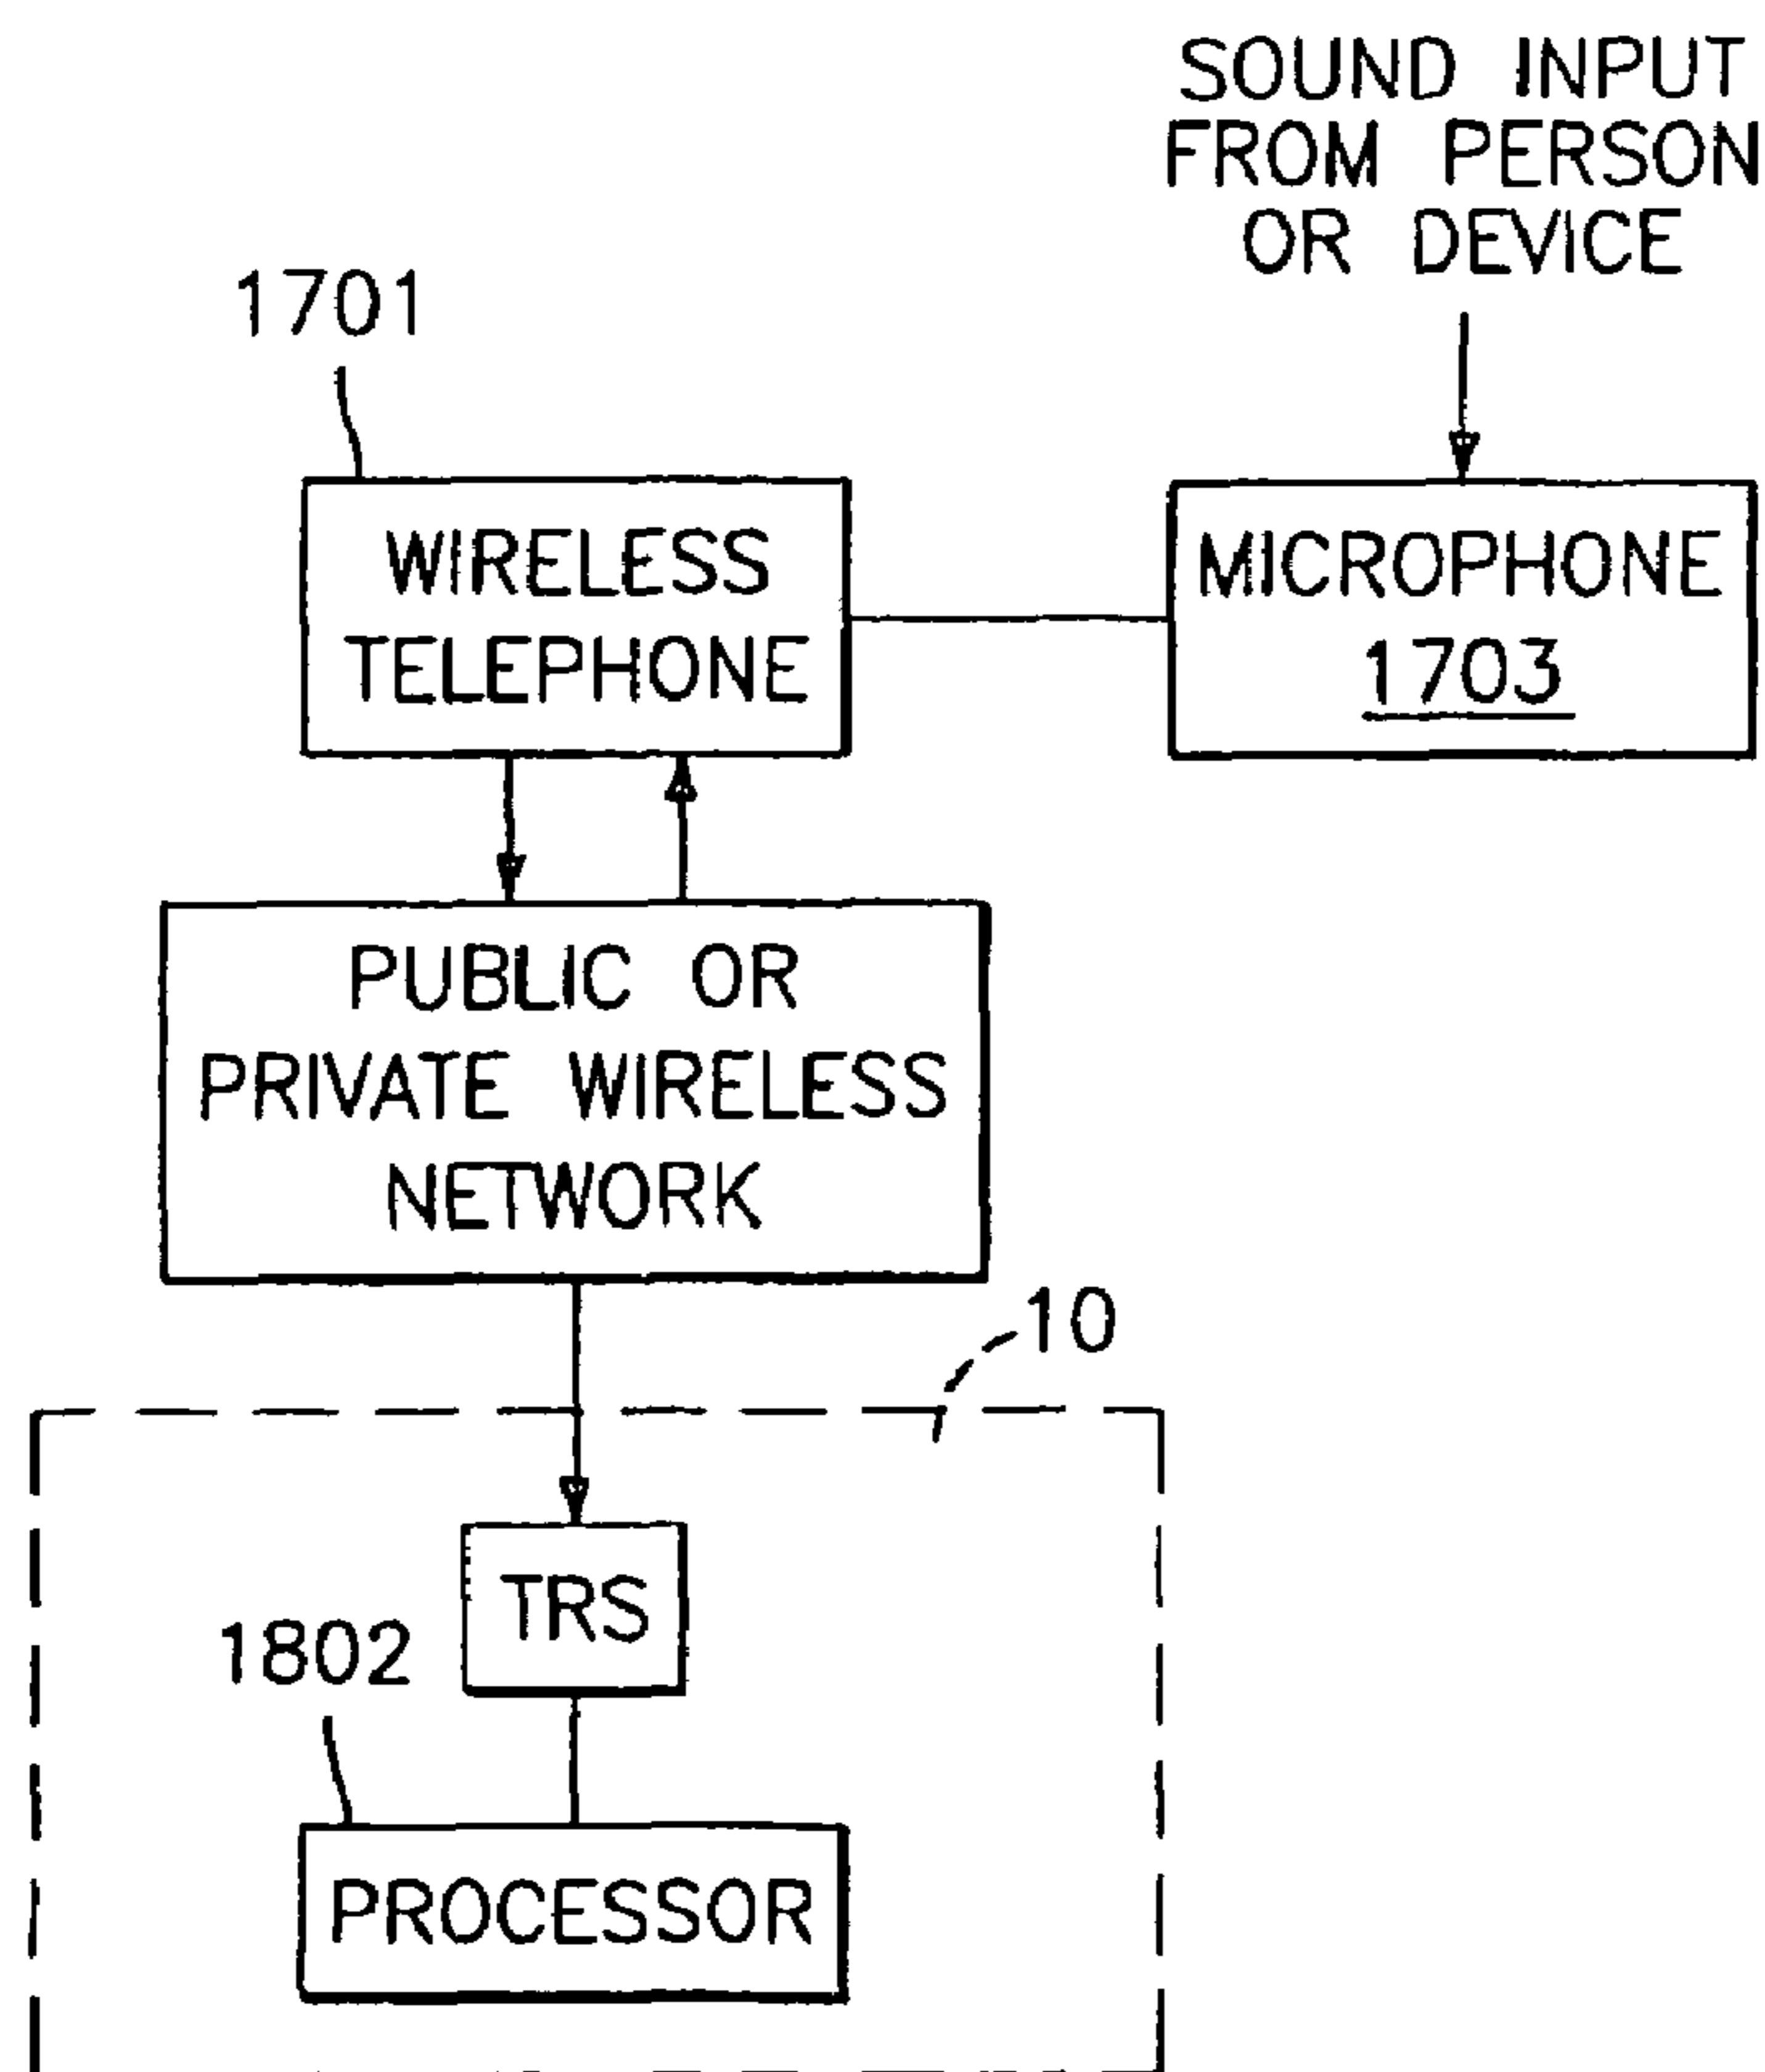 SOUND INPUT
FROM PERSON
OR DEVICE
1701
WIRELESS
TELEPHONE
MICROPHONE
1703
PUBLIC OR
PRIVATE WIRELESS
NETWORK
10
TRS
1802
PROCESSOR